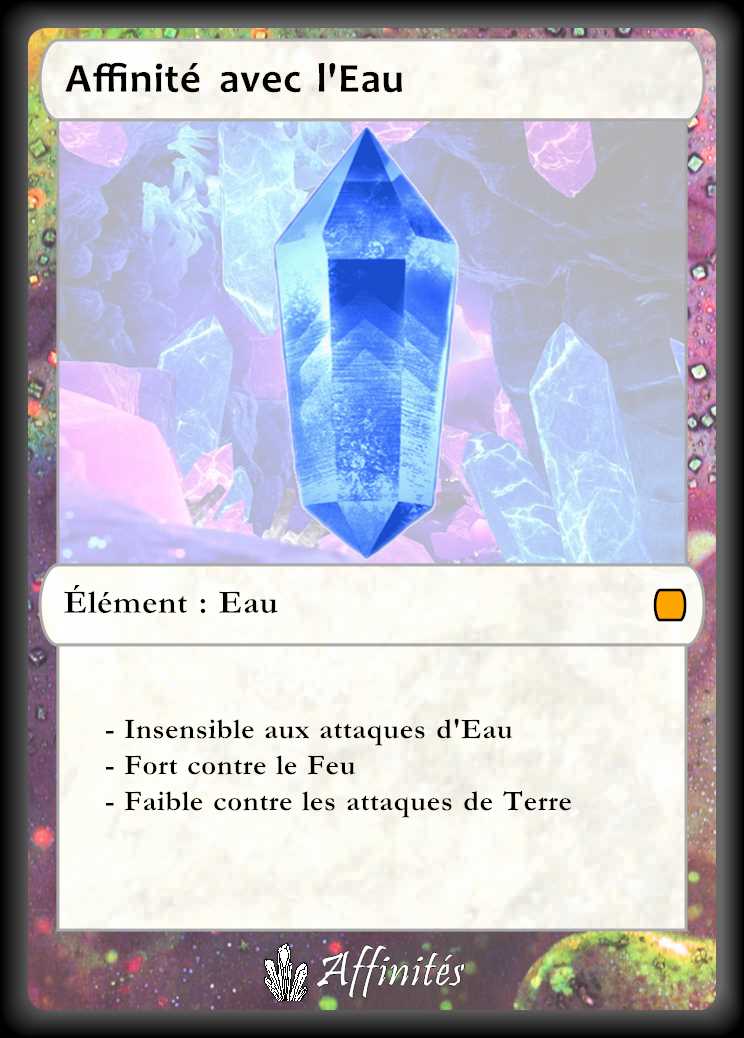 Affinité avec l'Eau
Élément : Eau
- Insensible aux attaques d'Eau
- Fort contre le Feu
- Faible contre les attaques de Terre
Affinités